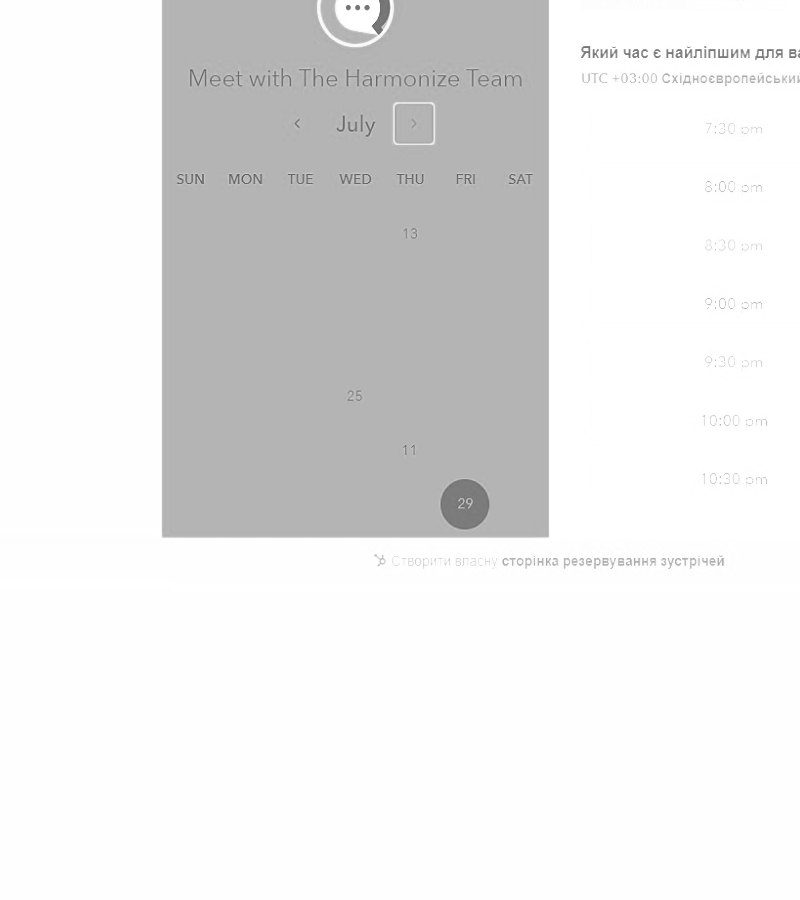 Meet with The Harmonize Team
July
SUN MON TUE WED THU FRI SAT
13
25
11
29
Який час є найліпшим для
UTC +03:00 Східноєвропейський
7:30 pm
8:00 pm
8:30 pm
9:00 pm
9:30 pm
10:00 pm
10:30 pm
Створити власну сторінка резервування зустрічей